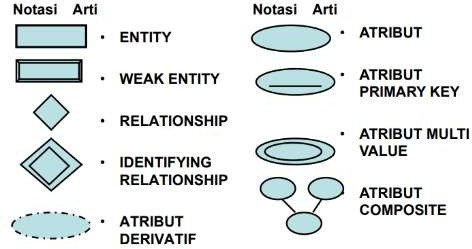 Notasi Arti
• ENTITY
• WEAK ENTITY
• RELATIONSHIP
• IDENTIFYING
RELATIONSHIP
• ATRIBUT
DERIVATIF
Notasi Arti
• ATRIBUT
• ATRIBUT
PRIMARY KEY
• ATRIBUT MULTI
VALUE
• ATRIBUT
COMPOSITE